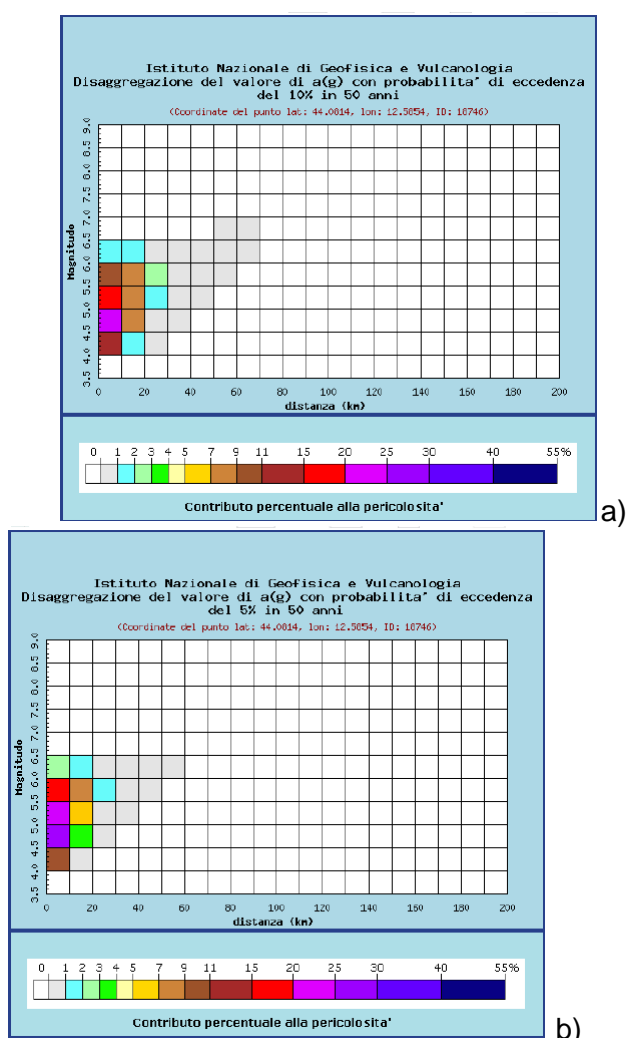 Istituto Nazionale di Geofisica e Vulcanologia
Disaggregazione del valore di a(g) con probabilita' di eccedenza
del 10% in 50 anni
(Coordinate del punto lat: 44.0814, lon: 12.5854, ID: 18746)
Magnitudo
9.0
8.5
8.0
7.5
7.0
6.5
6.0
5.5
5.0
4.5
4.0
3.5
0 20 40 60 80 100 120 140 160 180 200
distanza (km)
0 1 2 3 4 5 7 9 11 15 20 25 30 40 55%
Contributo percentuale alla pericolosita'
a)
Istituto Nazionale di Geofisica e Vulcanologia
Disaggregazione del valore di a(g) con probabilita' di eccedenza
del 5% in 50 anni
(Coordinate del punto lat: 44.0814, lon: 12.5854, ID: 18746)
Magnitudo
9.0
8.5
8.0
7.5
7.0
6.5
6.0
5.5
5.0
4.5
4.0
3.5
0 20 40 60 80 100 120 140 160 180 200
distanza (km)
0 1 2 3 4 5 7 9 11 15 20 25 30 40 55%
Contributo percentuale alla pericolosita'
b)